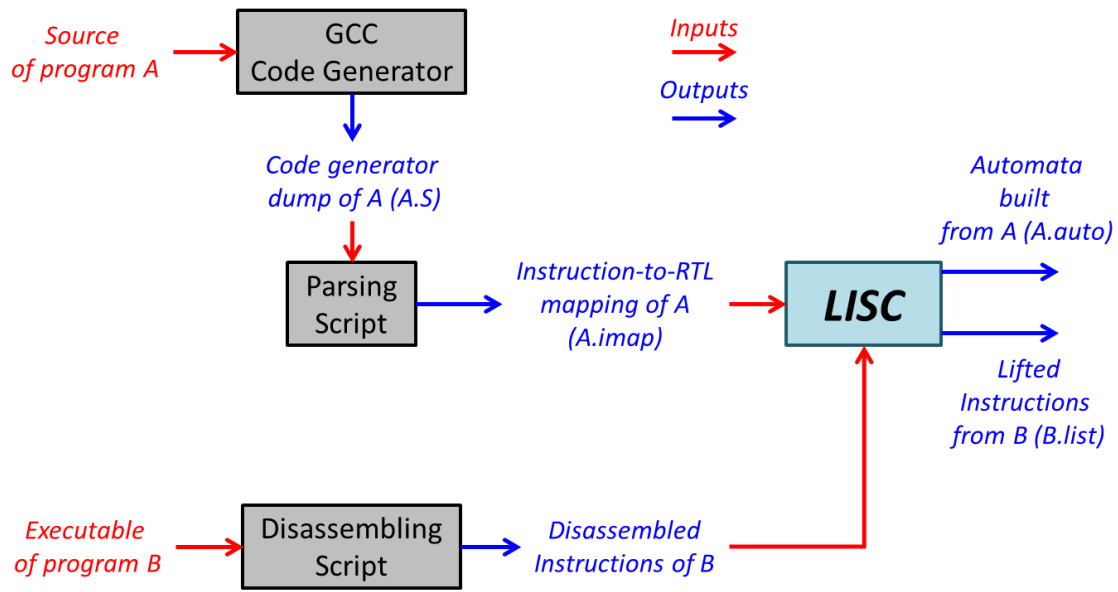 Source
of program A
GCC
Code Generator
Inputs
Outputs
Code generator
dump of A (A.S)
Automata
built
from A (A.auto)
Parsing
Script
Instruction-to-RTL
mapping of A
(A.imap)
LISC
Lifted
Instructions
from B (B.list)
Executable
of program B
Disassembling
Script
Disassembled
Instructions of B